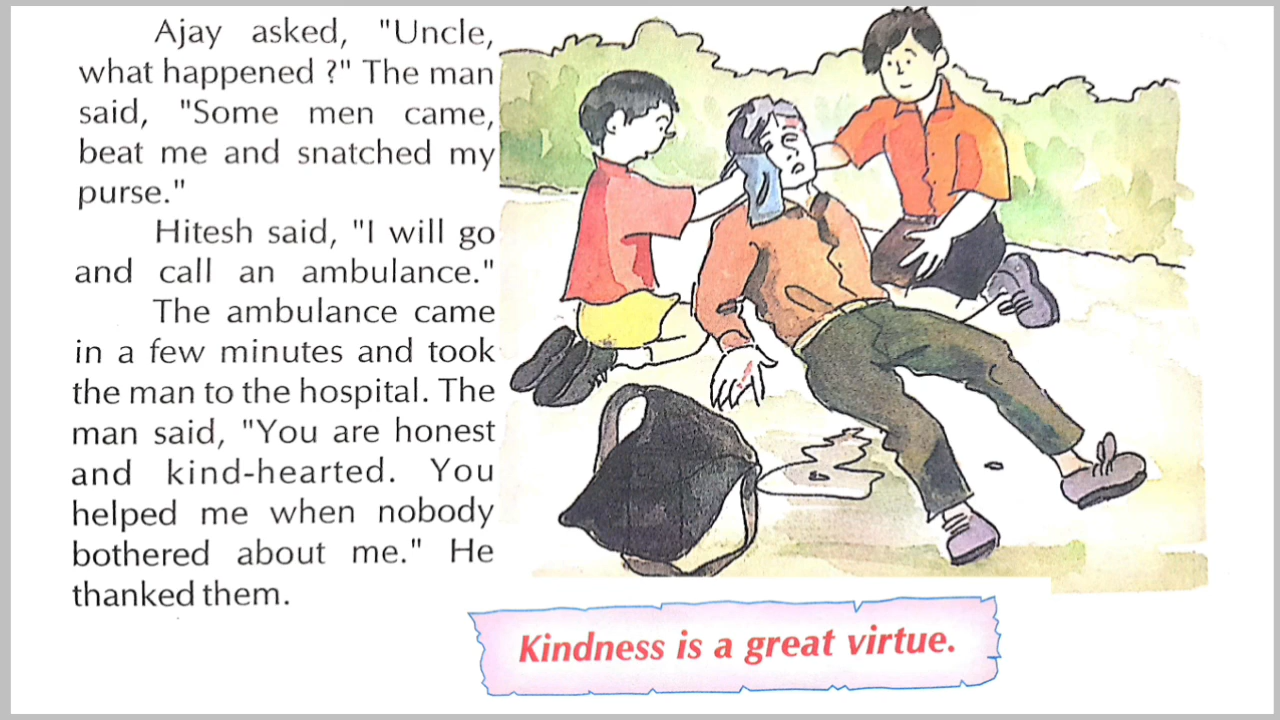 Ajay asked, "Uncle,
what happened ?" The man
said, "Some men came,
beat me and snatched my
purse."
Hitesh said, "I will go
and call an ambulance."
The ambulance came
in a few minutes and took
the man to the hospital. The
man said, "You are honest
and kind-hearted. You
helped me when nobody
bothered about me." He
thanked them.
Kindness is a great virtue.